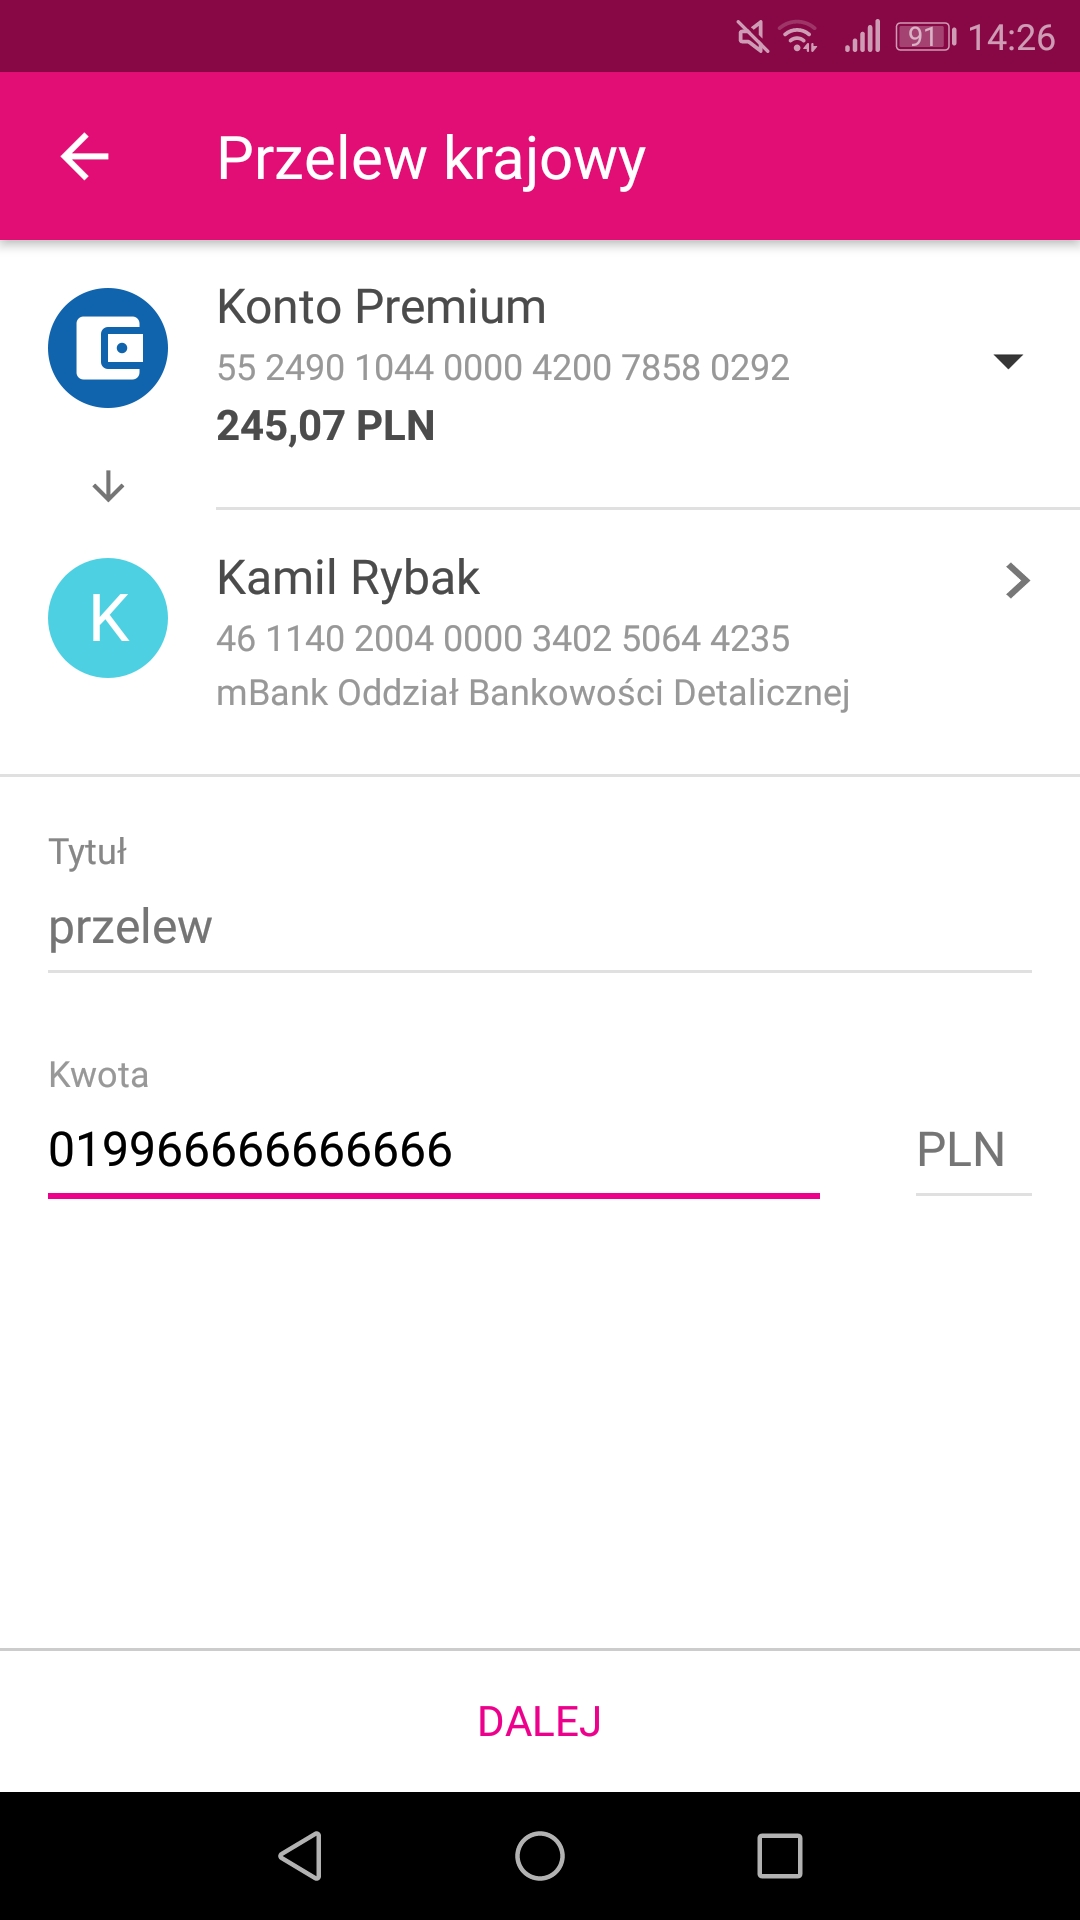 91 14:26
Przelew krajowy
Konto Premium
55 2490 1044 0000 4200 7858 0292
245,07 PLN
K
Kamil Rybak
46 1140 2004 0000 3402 5064 4235
mBank Oddział Bankowości Detalicznej
Tytuł
przelew
Kwota
019966666666666 PLN
DALEJ